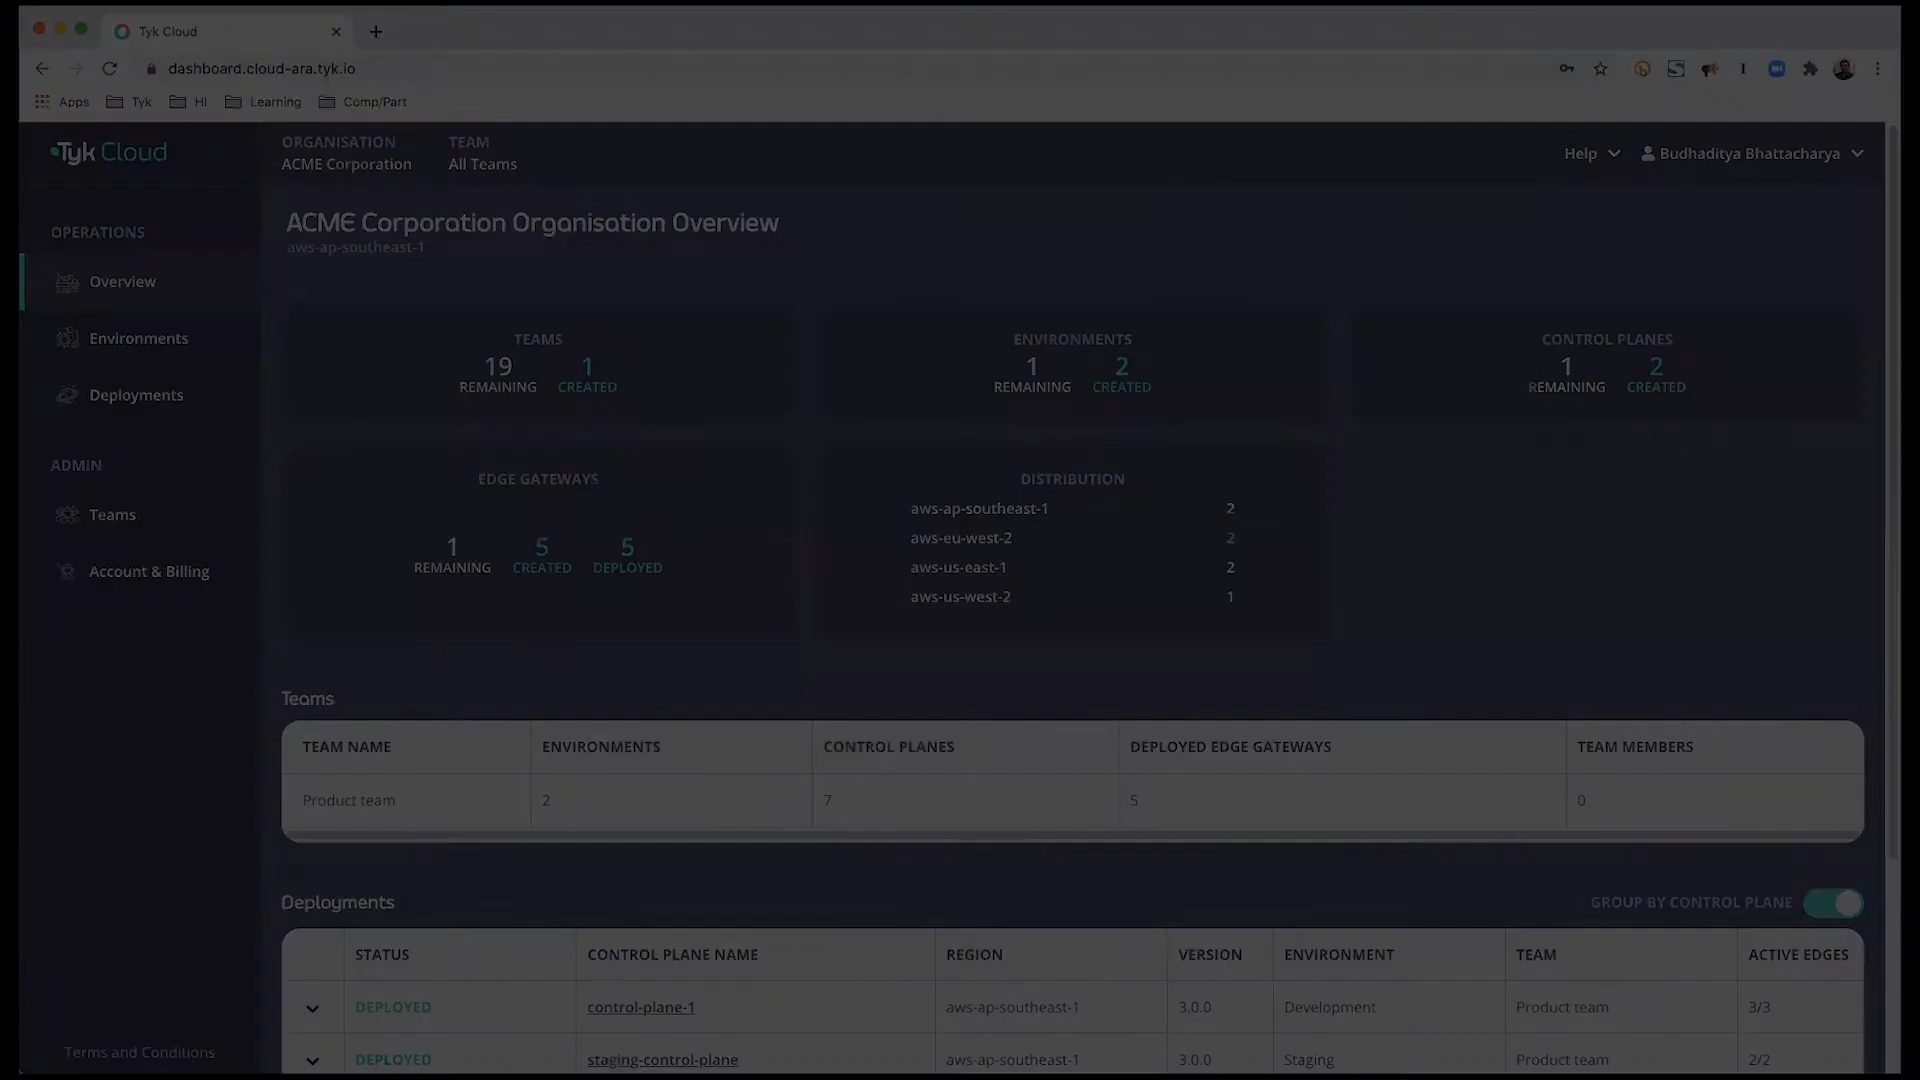 Tyk Cloud
dashboard.cloud-ara.tyk.io
Apps Tyk HI Learning Comp/Part
Tyk Cloud
ORGANISATION
ACME Corporation
TEAM
All Teams
Help
Budhaditya Bhattacharya
OPERATIONS
Overview
Environments
Deployments
ADMIN
Teams
Account & Billing
Terms and Conditions
ACME Corporation Organisation Overview
aws-ap-southeast-1
TEAMS
19 1
REMAINING CREATED
ENVIRONMENTS
1 2
REMAINING CREATED
CONTROL PLANES
1 2
REMAINING CREATED
EDGE GATEWAYS
1 5 5
REMAINING CREATED DEPLOYED
DISTRIBUTION
aws-ap-southeast-1 2
aws-eu-west-2 2
aws-us-east-1 2
aws-us-west-2 1
Teams
TEAM NAME ENVIRONMENTS CONTROL PLANES DEPLOYED EDGE GATEWAYS TEAM MEMBERS
Product team 2 7 5 0
Deployments
GROUP BY CONTROL PLANE
STATUS CONTROL PLANE NAME REGION VERSION ENVIRONMENT TEAM ACTIVE EDGES
DEPLOYED control-plane-1 aws-ap-southeast-1 3.0.0 Development Product team 3/3
DEPLOYED staging-control-plane aws-ap-southeast-1 3.0.0 Staging Product team 2/2